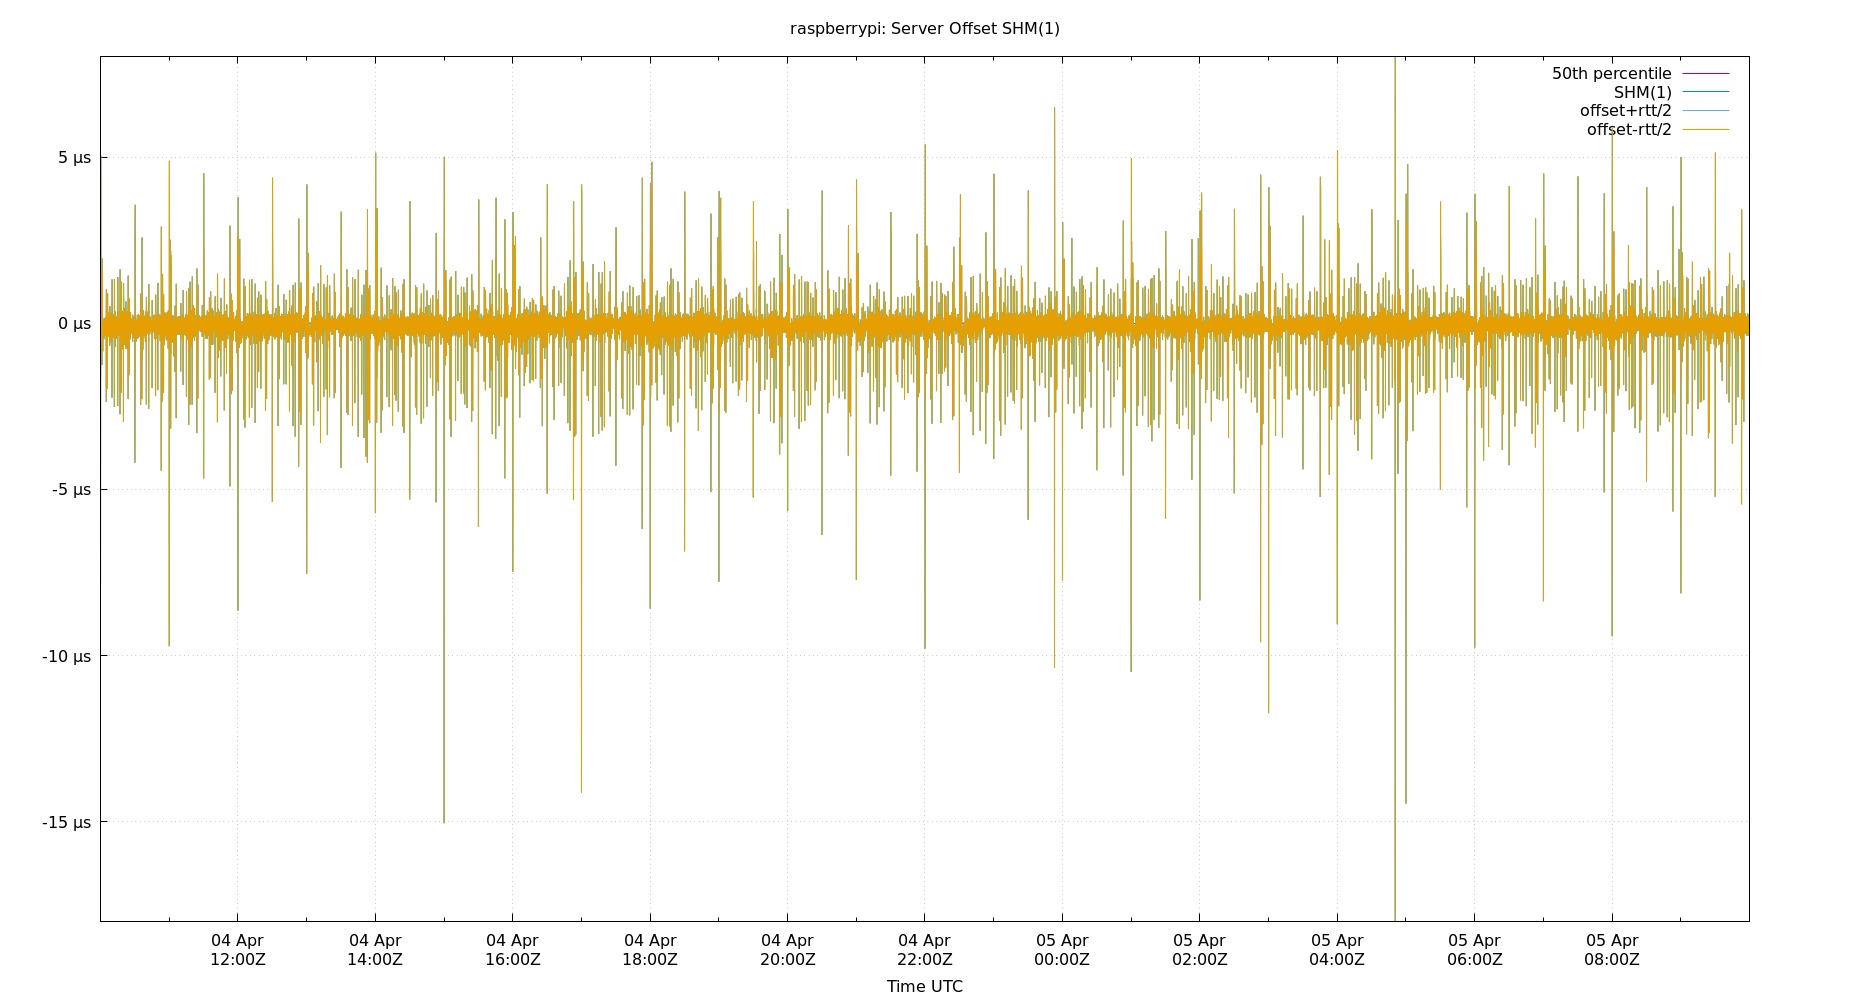 raspberrypi: Server Offset SHM(1)
50th percentile
SHM(1)
offset+rtt/2
offset-rtt/2
5 µs
0 µs
-5 µs
-10 µs
-15 µs
04 Apr 04 Apr 04 Apr 04 Apr 04 Apr 04 Apr 05 Apr 05 Apr 05 Apr 05 Apr 05 Apr
12:00Z 14:00Z 16:00Z 18:00Z 20:00Z 22:00Z 00:00Z 02:00Z 04:00Z 06:00Z 08:00Z
Time UTC